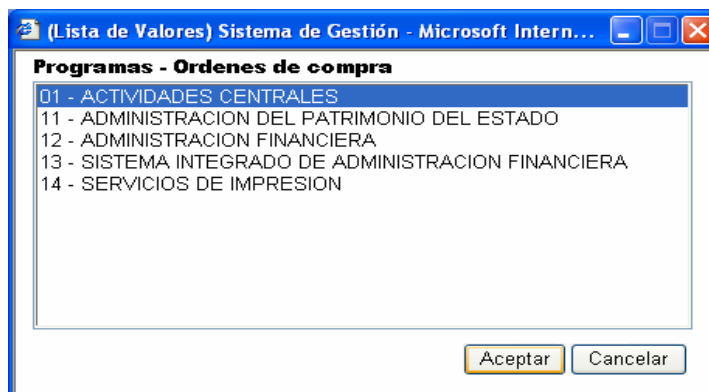 (Lista de Valores) Sistema de Gestión - Microsoft Intern...
Programas - Ordenes de compra
01 - ACTIVIDADES CENTRALES
11 - ADMINISTRACION DEL PATRIMONIO DEL ESTADO
12 - ADMINISTRACION FINANCIERA
13 - SISTEMA INTEGRADO DE ADMINISTRACION FINANCIERA
14 - SERVICIOS DE IMPRESION
Aceptar Cancelar